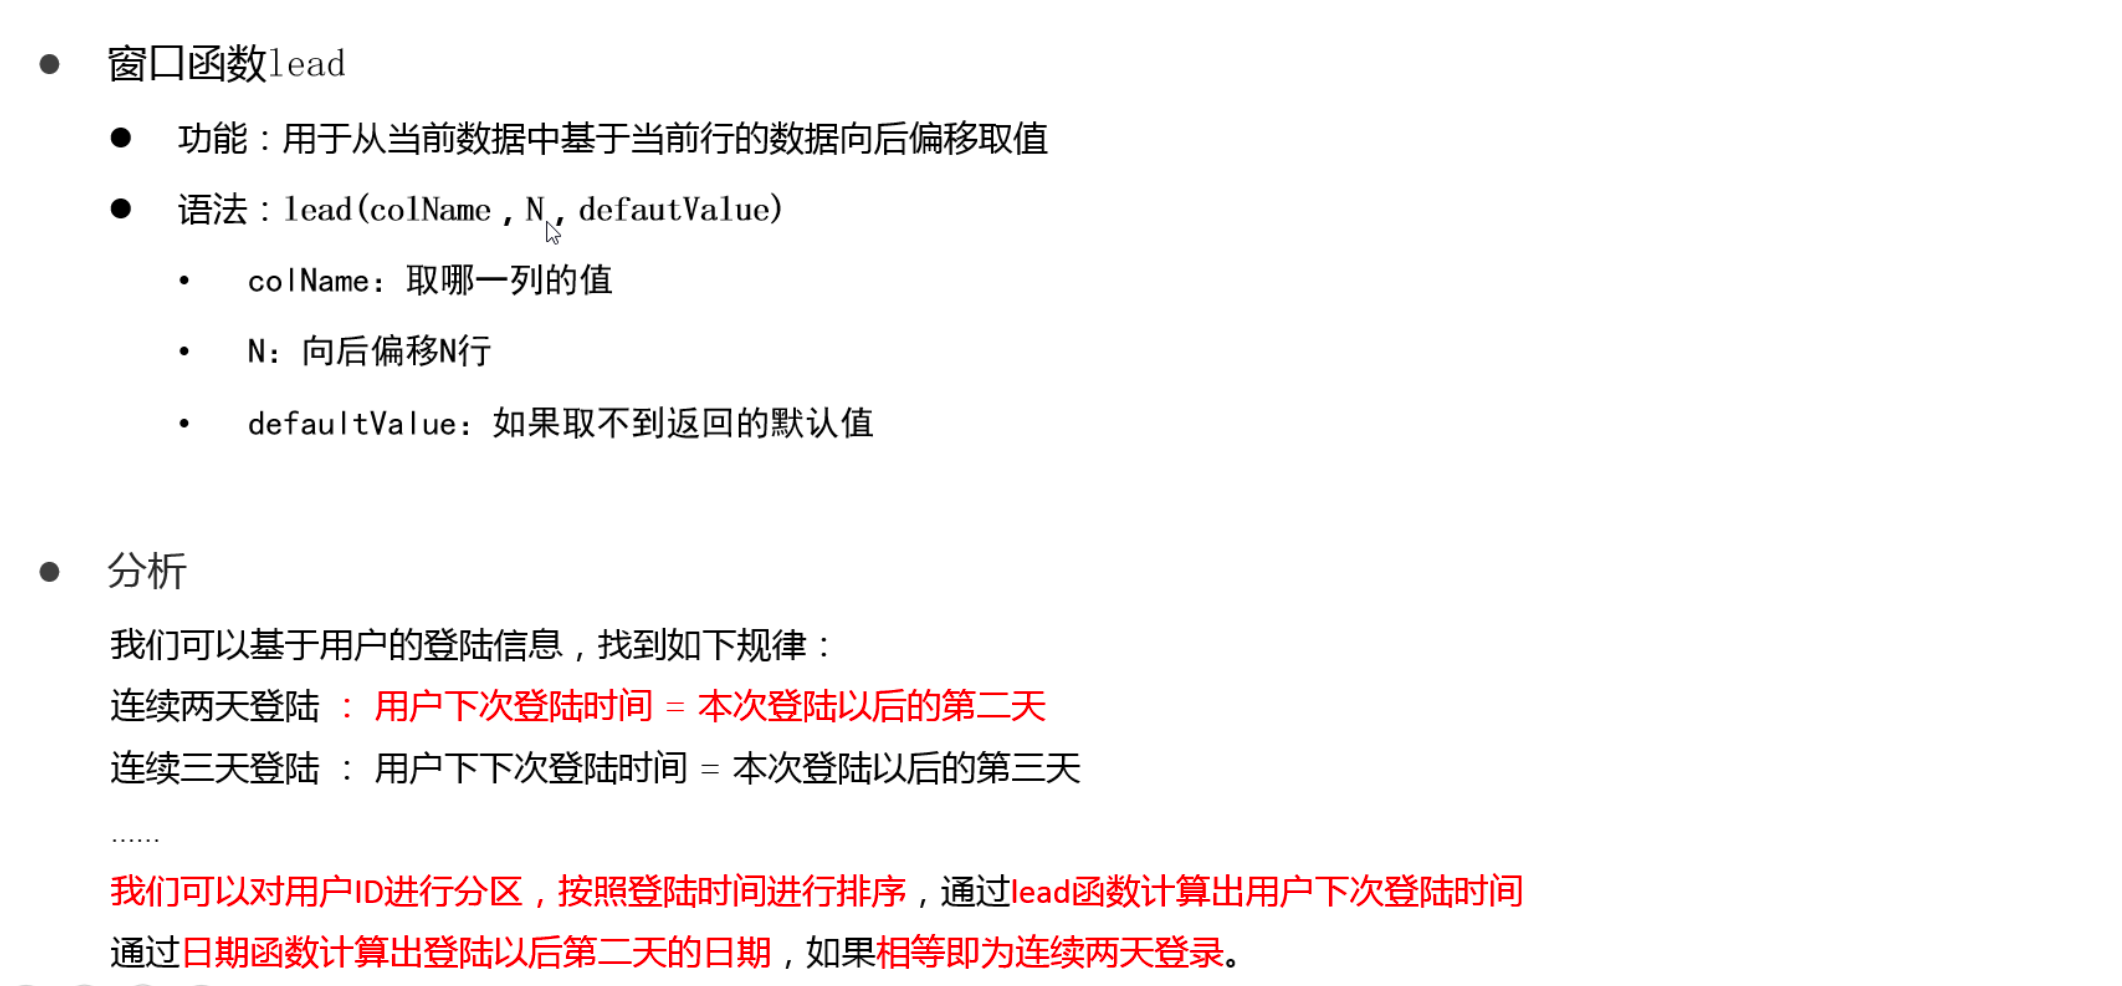 窗口函数lead
功能：用于从当前数据中基于当前行的数据向后偏移取值
语法：lead(colName，N，defautValue)
colName：取哪一列的值
N：向后偏移N行
defaultValue：如果取不到返回的默认值
分析
我们可以基于用户的登陆信息，找到如下规律：
连续两天登陆 ： 用户下次登陆时间 = 本次登陆以后的第二天
连续三天登陆 ： 用户下下次登陆时间 = 本次登陆以后的第三天
……
我们可以对用户ID进行分区，按照登陆时间进行排序，通过lead函数计算出用户下次登陆时间
通过日期函数计算出登陆以后第二天的日期，如果相等即为连续两天登录。